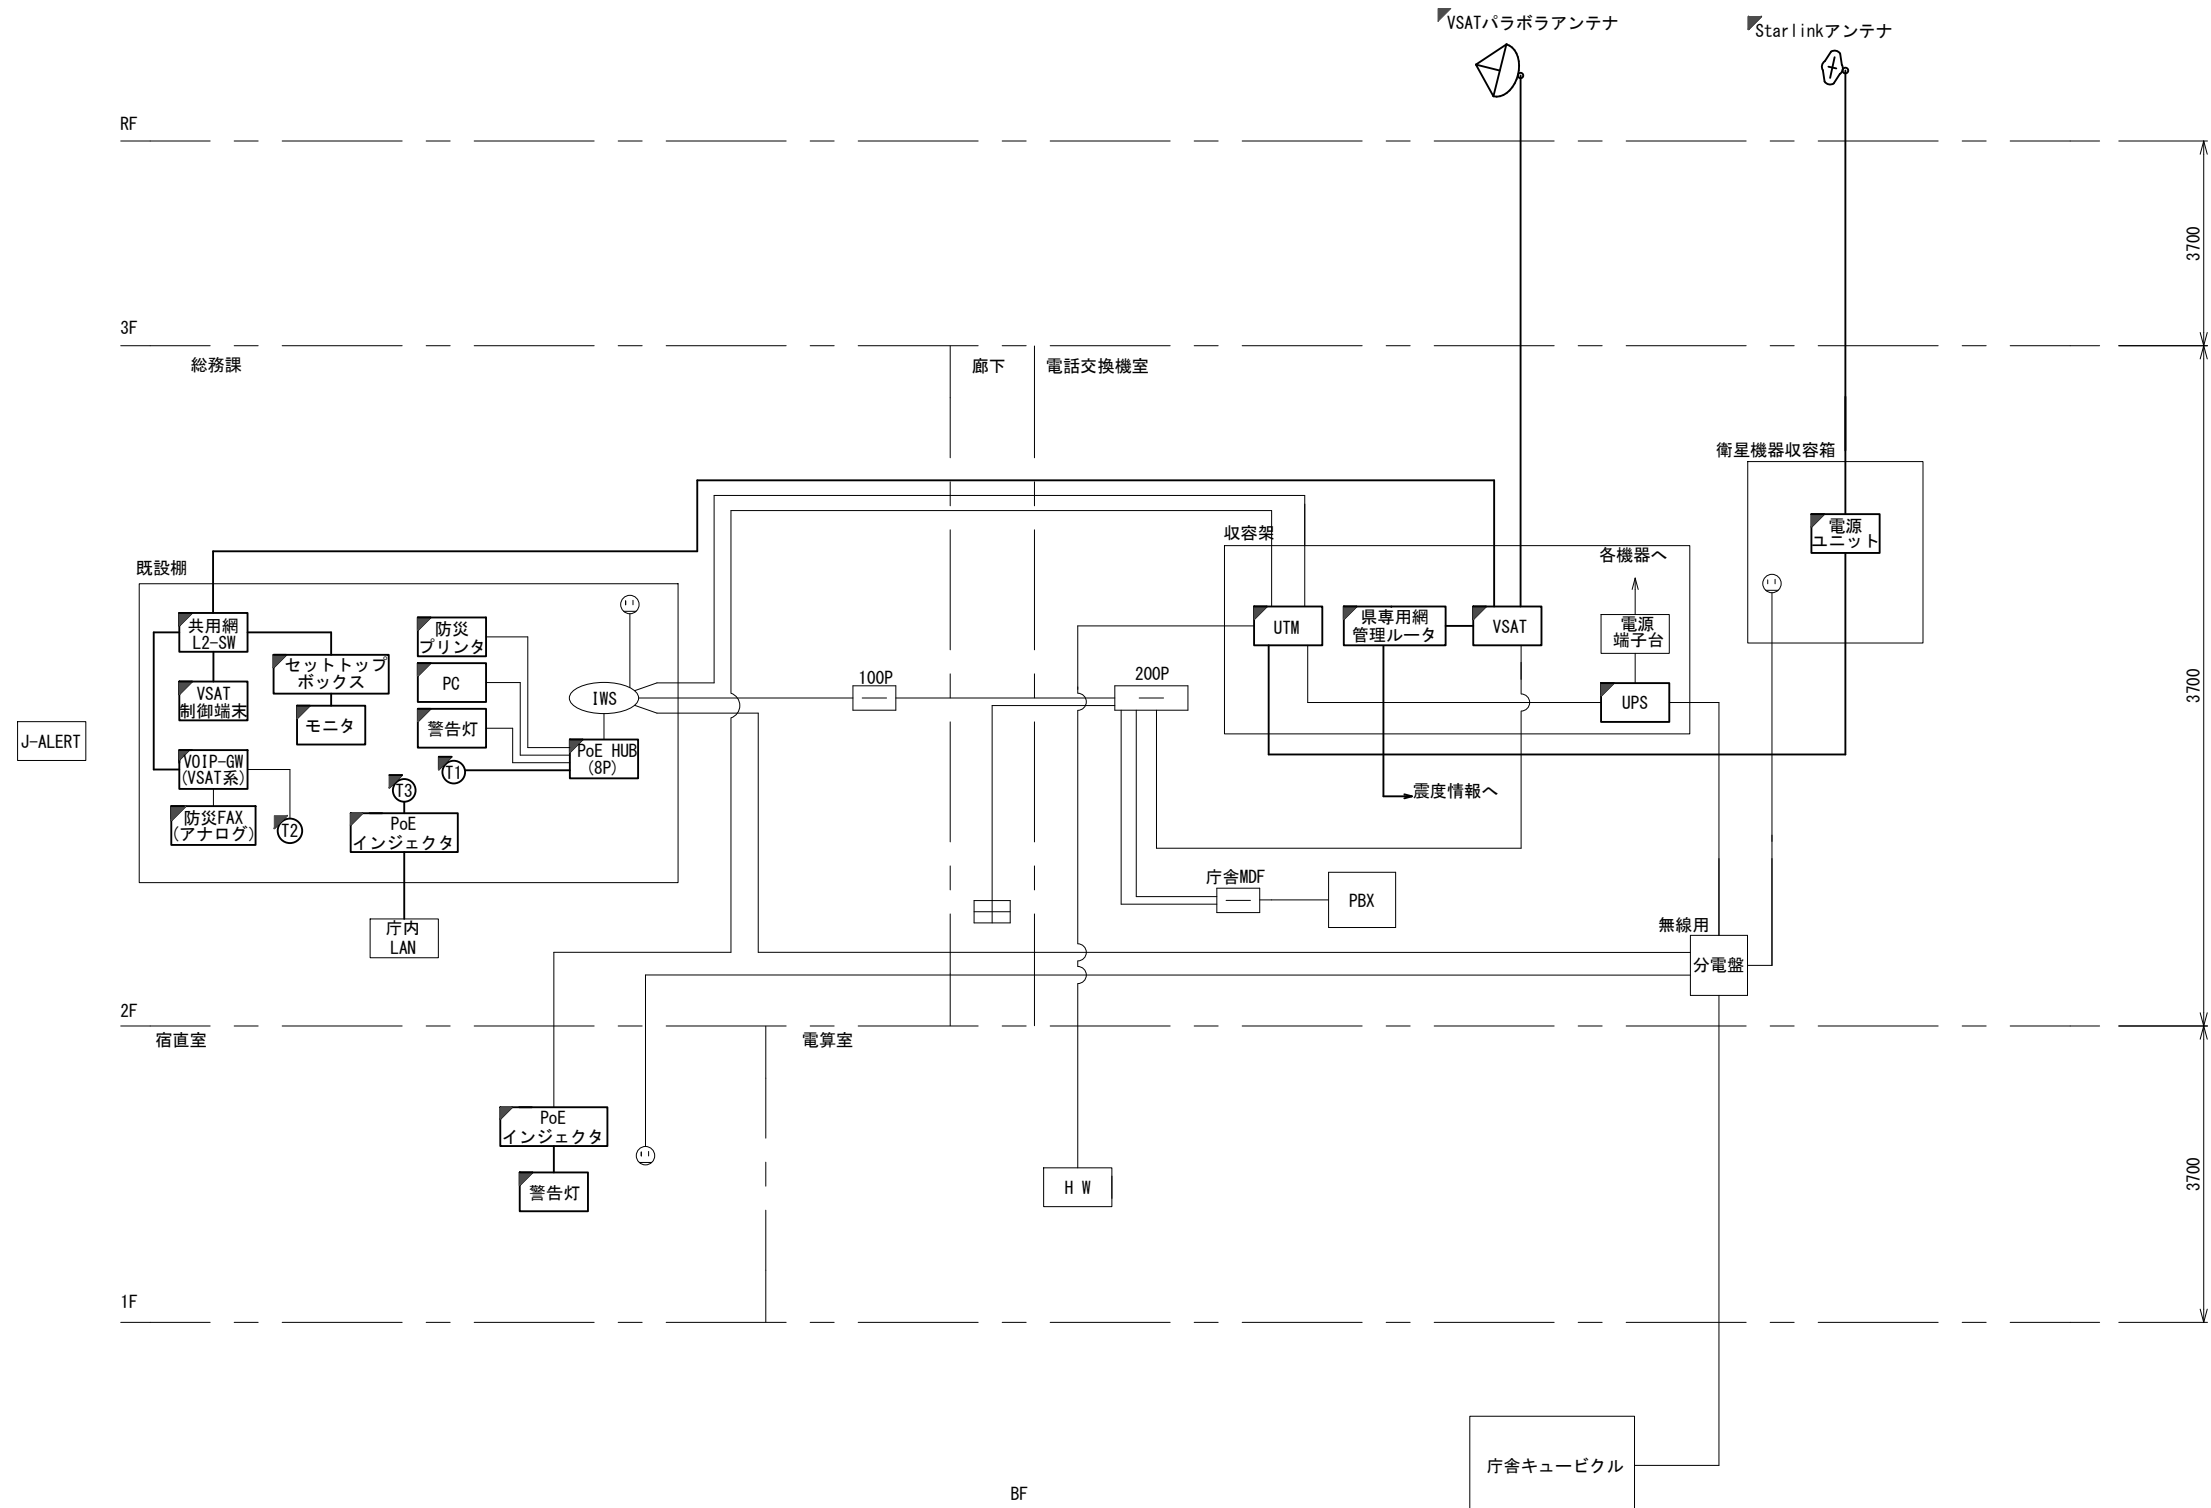 VSATパラボラアンテナ
Starlinkアンテナ
RF
3700
3F
総務課
廊下
電話交換機室
衛星機器収容箱
電源
ユニット
収容架
各機器へ
既設棚
共用網
L2-SW
防災
プリンタ
UTM
県専用網
管理ルータ
VSAT
電源
端子台
セットトップ
ボックス
PC
VSAT
制御端末
IWS
100P
200P
UPS
モニタ
警告灯
J-ALERT
PoE HUB
(8P)
VOIP-GW
(VSAT系)
T1
T3
震度情報へ
防災FAX
(アナログ)
T2
PoE
インジェクタ
3700
庁舎MDF
PBX
庁内
LAN
無線用
分電盤
2F
宿直室
電算室
PoE
インジェクタ
警告灯
H W
3700
1F
庁舎キュービクル
BF